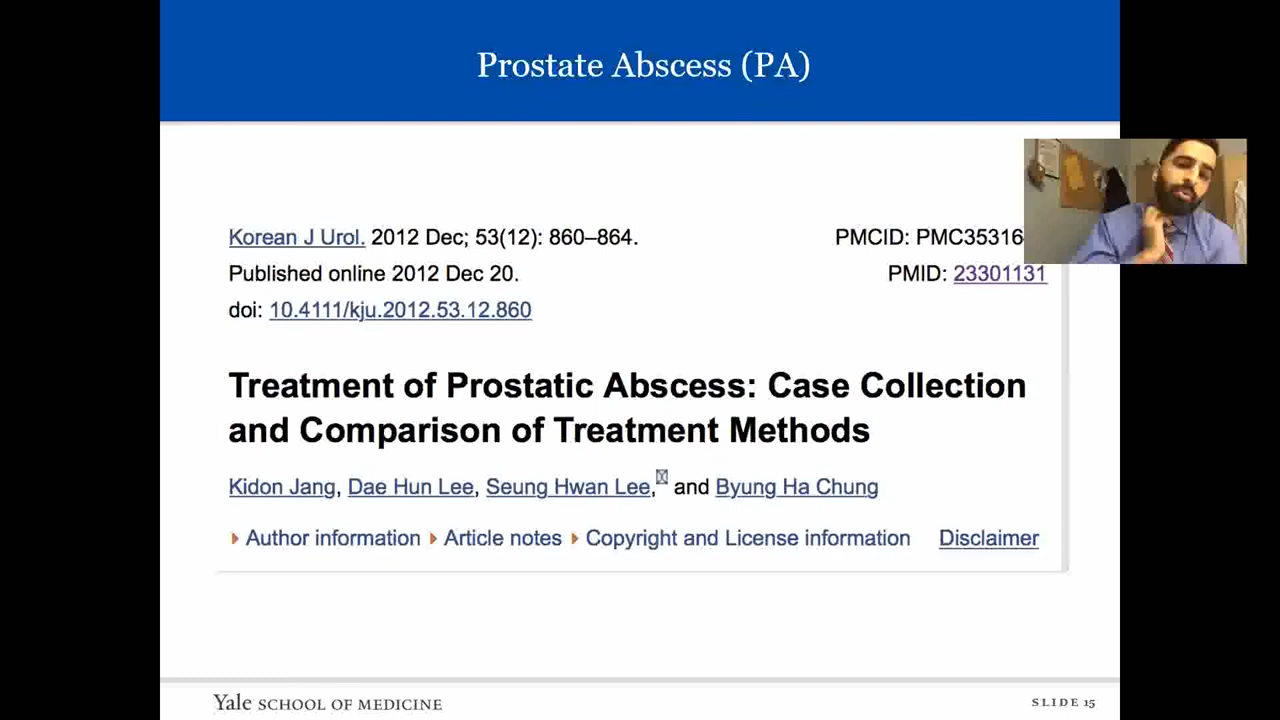 Prostate Abscess (PA)
Korean J Urol. 2012 Dec; 53(12): 860–864.
PMCID: PMC35316
Published online 2012 Dec 20.
PMID: 23301131
doi: 10.4111/kju.2012.53.12.860
Treatment of Prostatic Abscess: Case Collection
and Comparison of Treatment Methods
Kidon Jang, Dae Hun Lee, Seung Hwan Lee, and Byung Ha Chung
Author information Article notes Copyright and License information Disclaimer
Yale SCHOOL OF MEDICINE
SLIDE 15